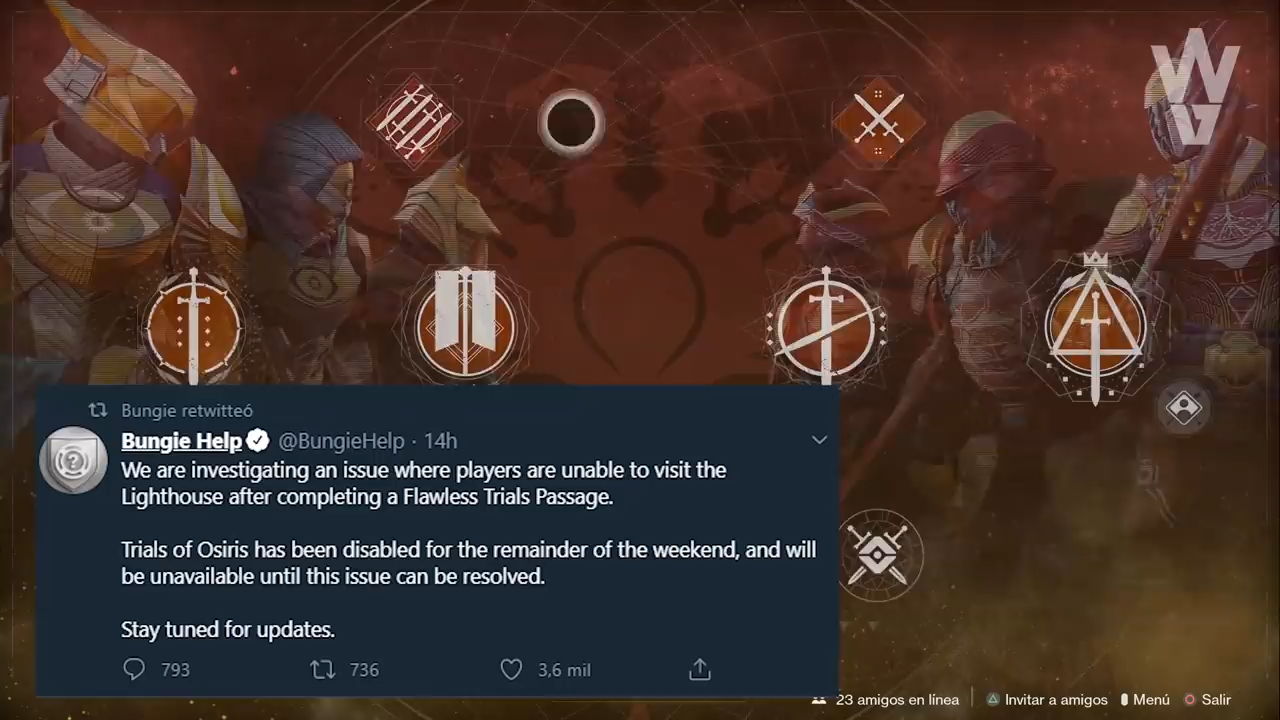 WG
Bungie retwitteó
Bungie Help @BungieHelp · 14h
We are investigating an issue where players are unable to visit the
Lighthouse after completing a Flawless Trials Passage.
Trials of Osiris has been disabled for the remainder of the weekend, and will
be unavailable until this issue can be resolved.
Stay tuned for updates.
793 736 3,6 mil
23 amigos en línea Invitar a amigos Menú Salir